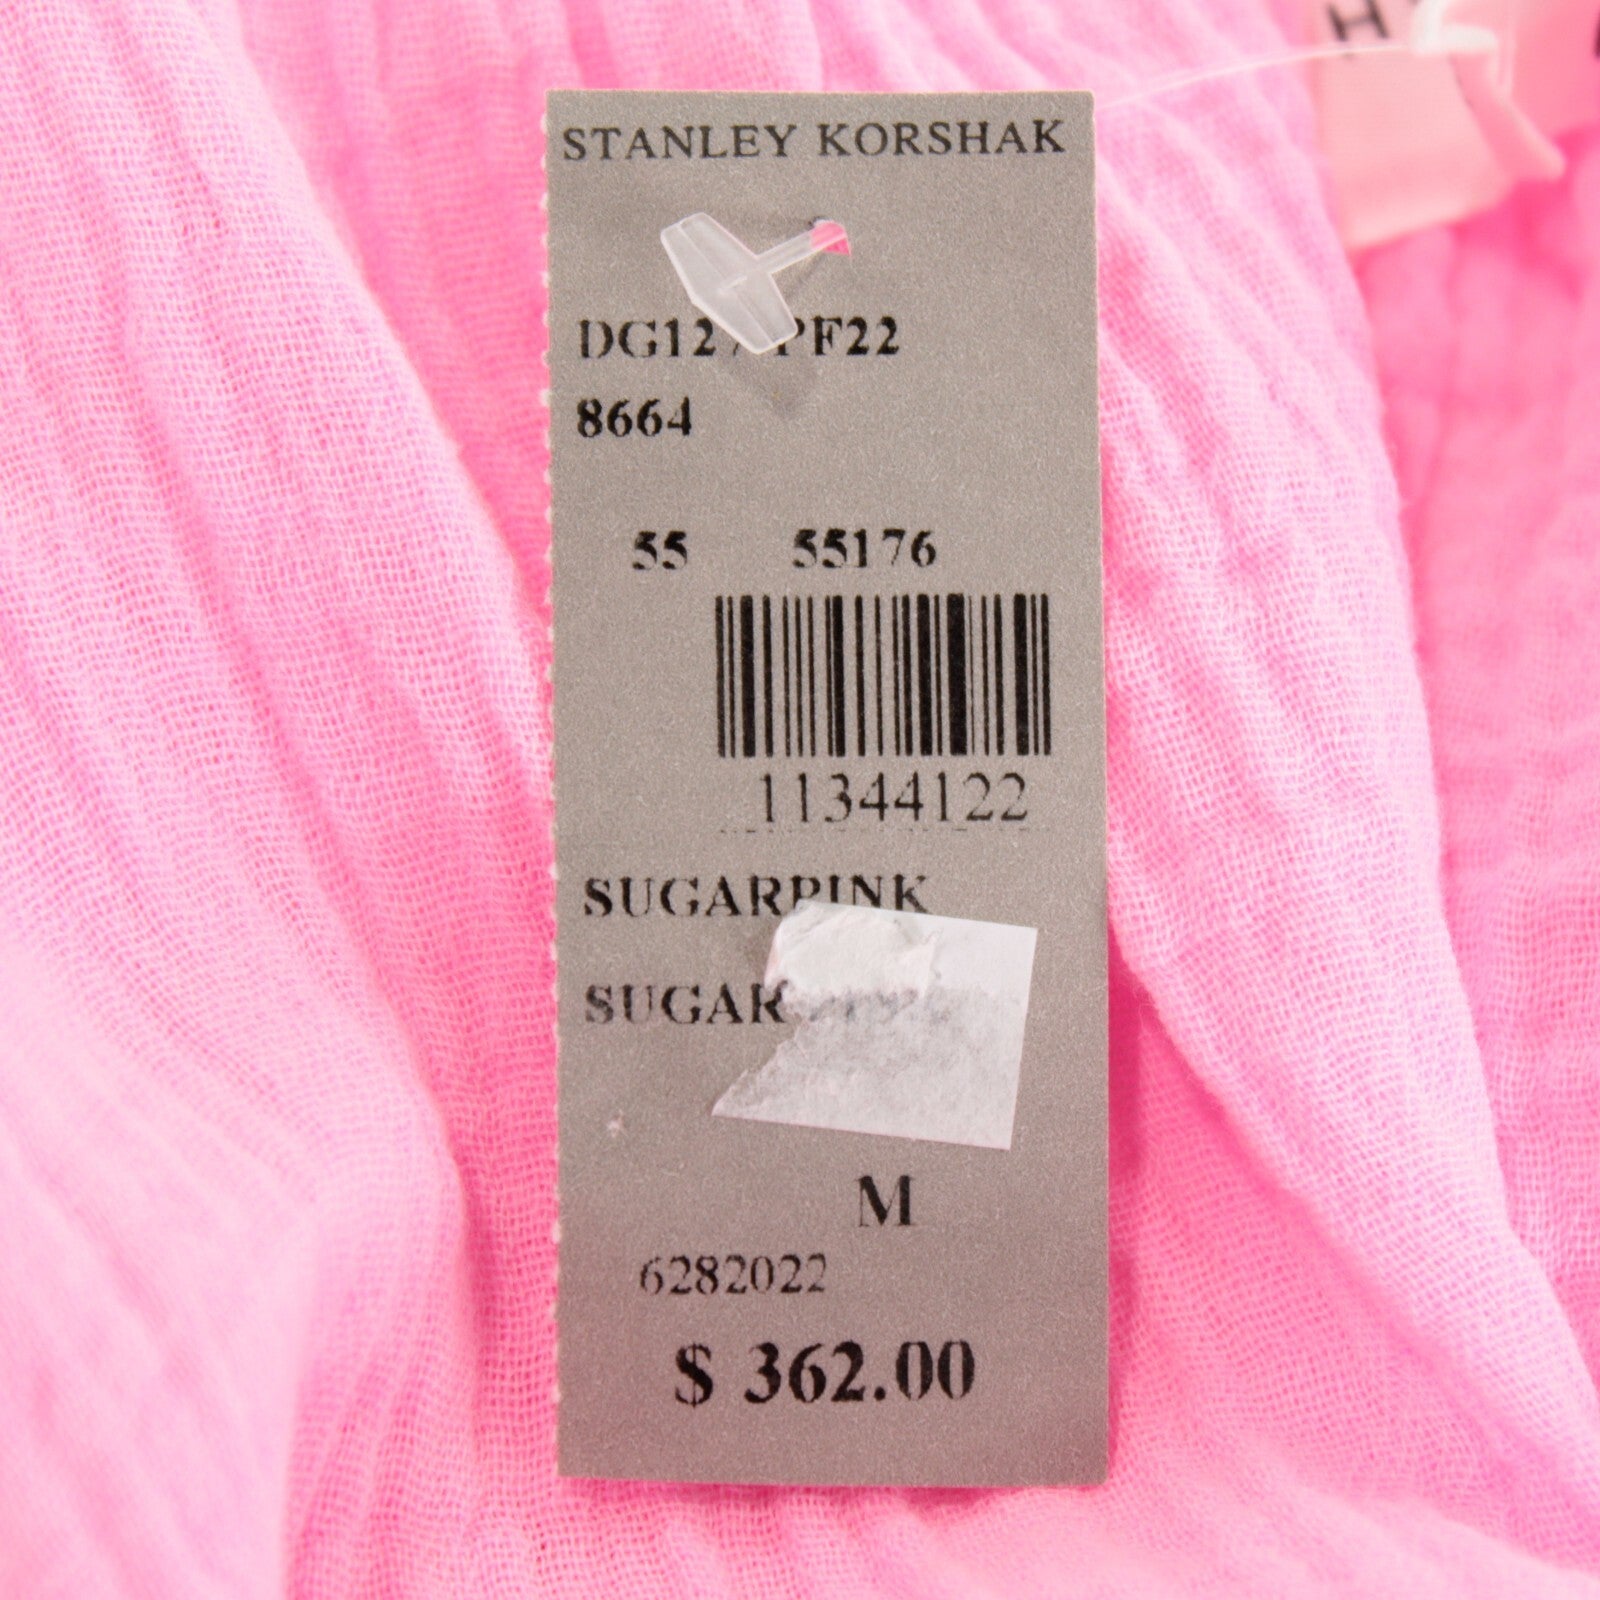 H
STANLEY KORSHAK
8664
55 55176
11344122
SUGARPINK
M
6282022
$ 362.00